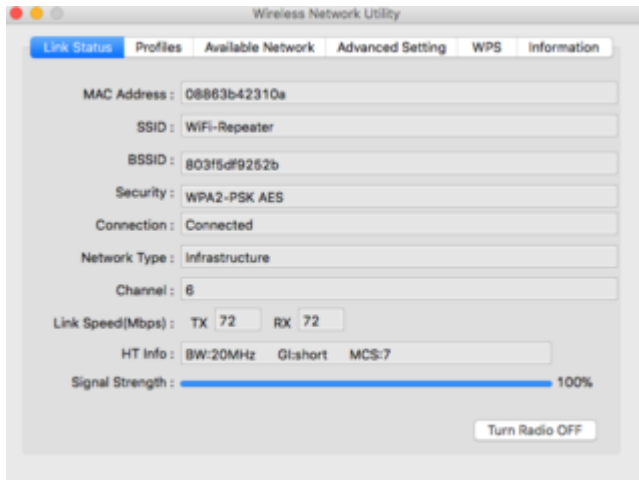 Wireless Network Utility
Link Status Profiles Available Network Advanced Setting WPS Information
MAC Address : 08863b42310a
SSID : WiFi-Repeater
BSSID : 803f5df9252b
Security : WPA2-PSK AES
Connection : Connected
Network Type : Infrastructure
Channel : 6
Link Speed(Mbps) : TX 72 RX 72
HT Info : BW:20MHz GI:short MCS:7
Signal Strength : 100%
Turn Radio OFF